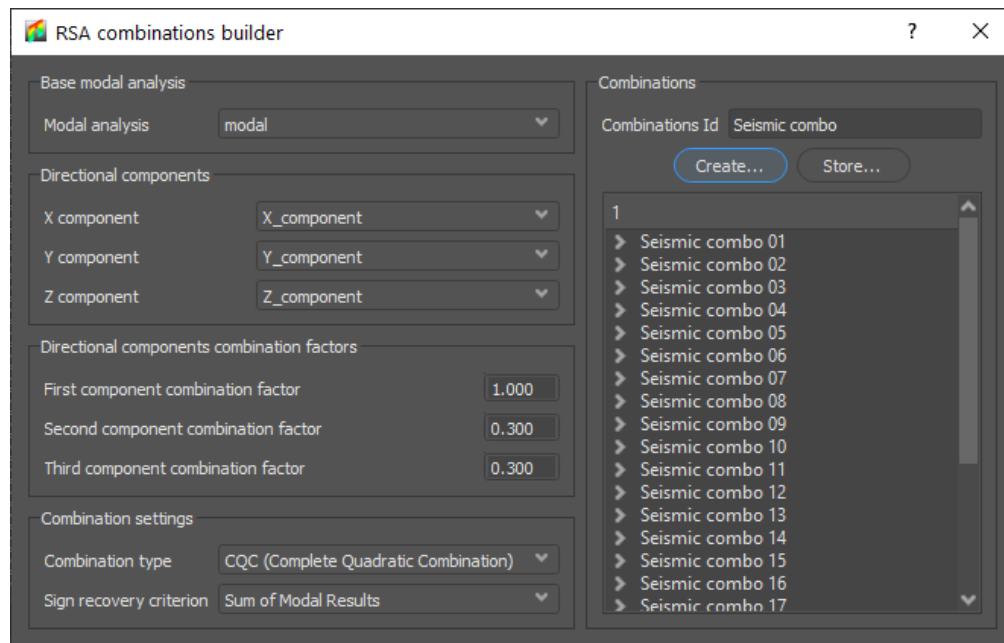 RSA combinations builder
?
Base modal analysis
Modal analysis modal
Directional components
X component X_component
Y component Y_component
Z component Z_component
Directional components combination factors
First component combination factor 1.000
Second component combination factor 0.300
Third component combination factor 0.300
Combination settings
Combination type CQC (Complete Quadratic Combination)
Sign recovery criterion Sum of Modal Results
Combinations
Combinations Id Seismic combo
Create... Store...
1
Seismic combo 01
Seismic combo 02
Seismic combo 03
Seismic combo 04
Seismic combo 05
Seismic combo 06
Seismic combo 07
Seismic combo 08
Seismic combo 09
Seismic combo 10
Seismic combo 11
Seismic combo 12
Seismic combo 13
Seismic combo 14
Seismic combo 15
Seismic combo 16
Seismic combo 17